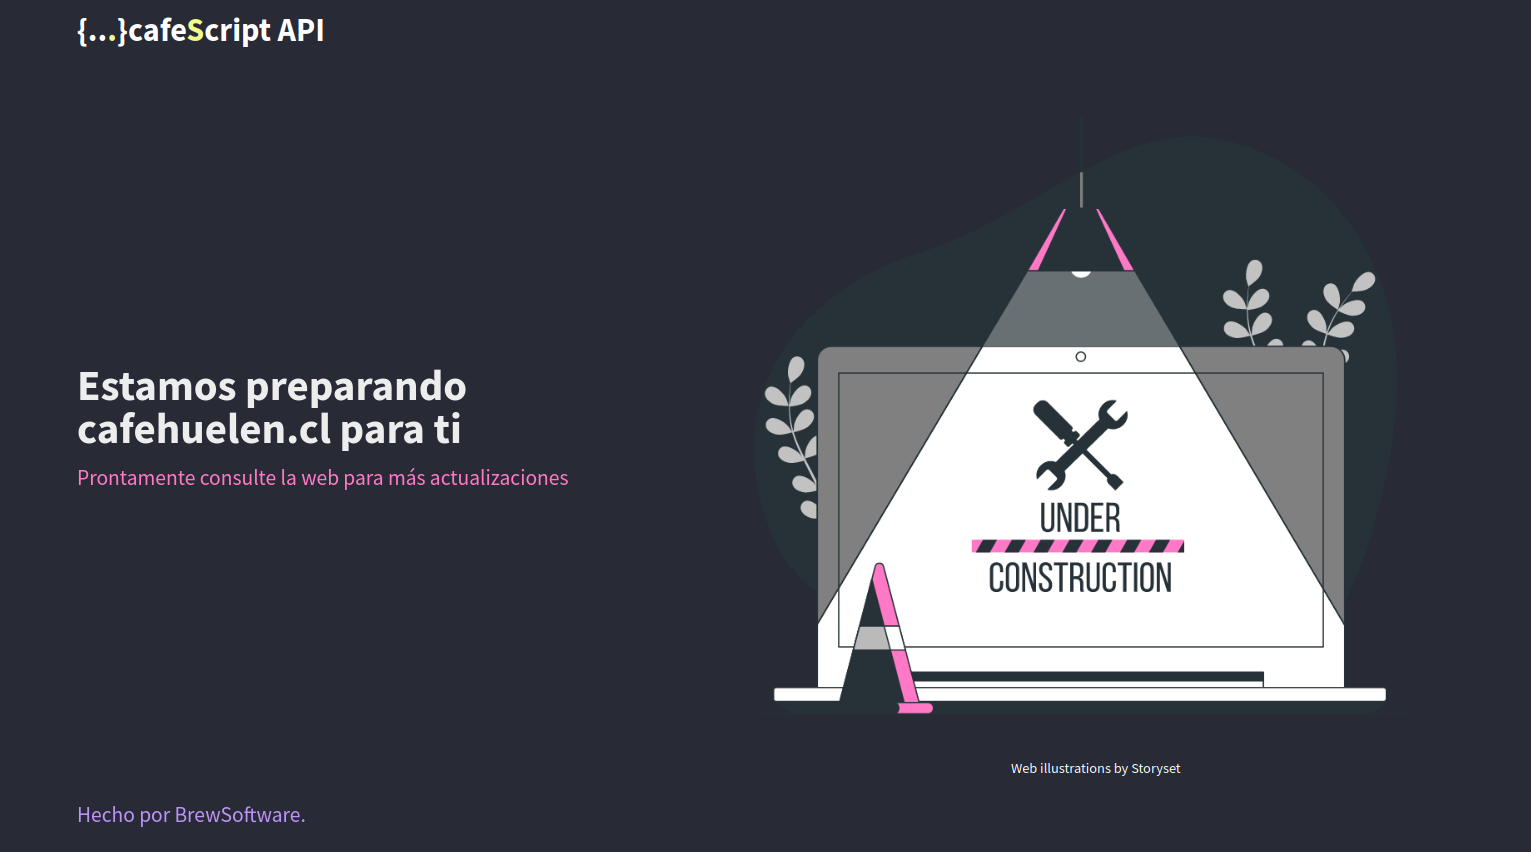 {...}cafeScript API
Estamos preparando
cafehuelen.cl para ti
Prontamente consulte la web para más actualizaciones
UNDER
CONSTRUCTION
Web illustrations by Storyset
Hecho por BrewSoftware.